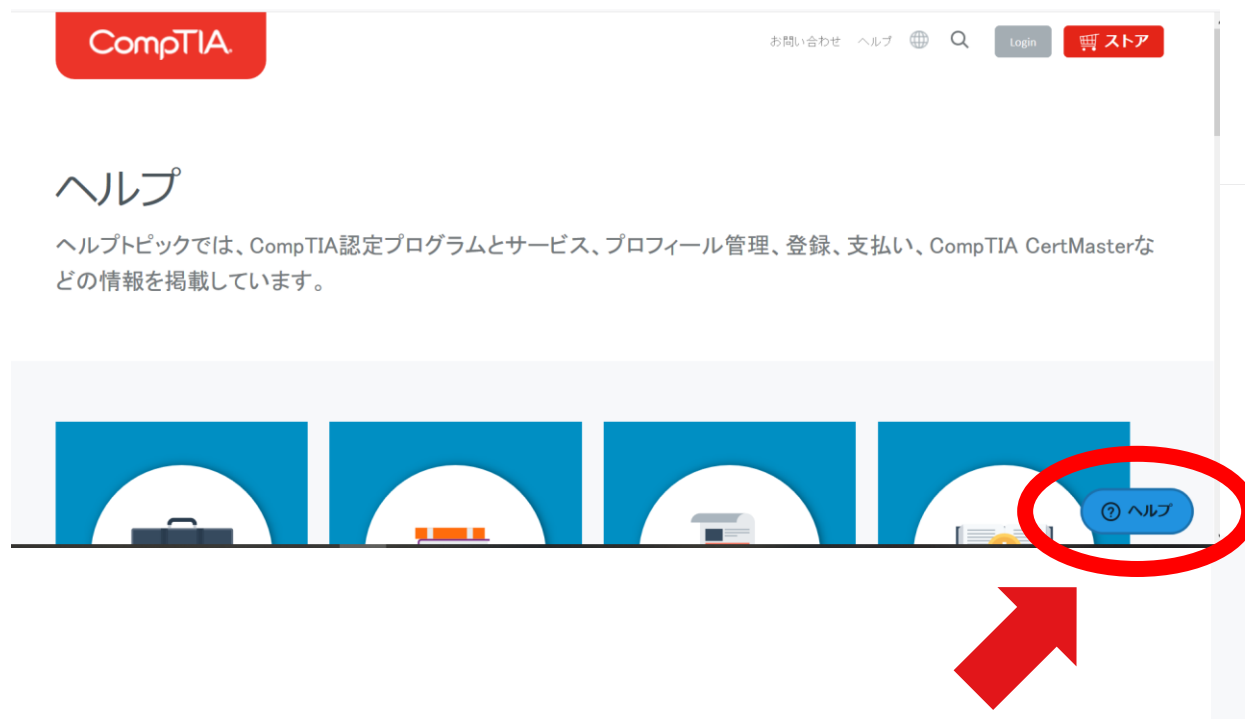 CompTIA.
お問い合わせ ヘルプ Login ストア
ヘルプ
ヘルプトピックでは、CompTIA認定プログラムとサービス、プロフィール管理、登録、支払い、CompTIA CertMasterな
どの情報を掲載しています。
ヘルプ